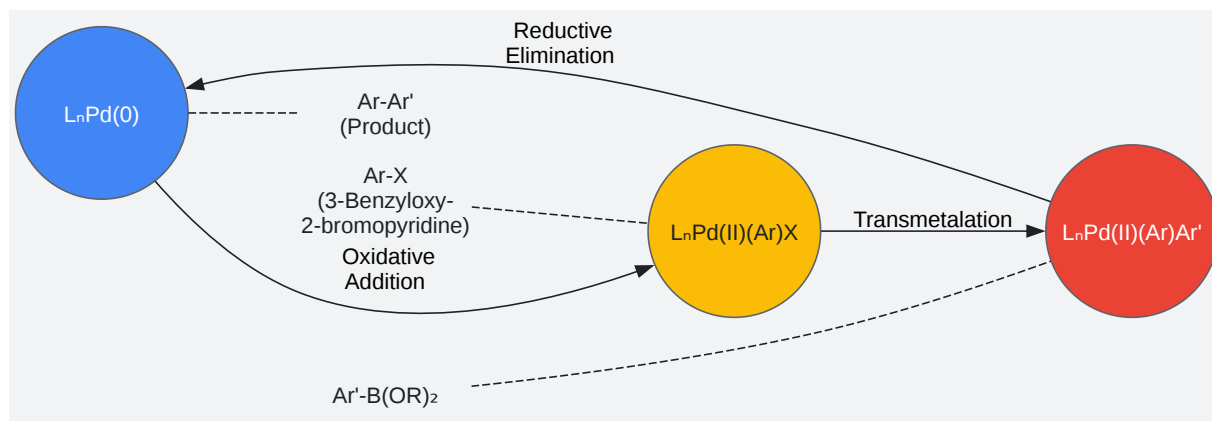 Reductive
Elimination
LₙPd(0)
Ar-Ar'
(Product)
Ar-X
(3-Benzyloxy-
2-bromopyridine)
Oxidative
Addition
LₙPd(II)(Ar)X
Transmetalation
LₙPd(II)(Ar)Ar'
Ar'-B(OR)₂